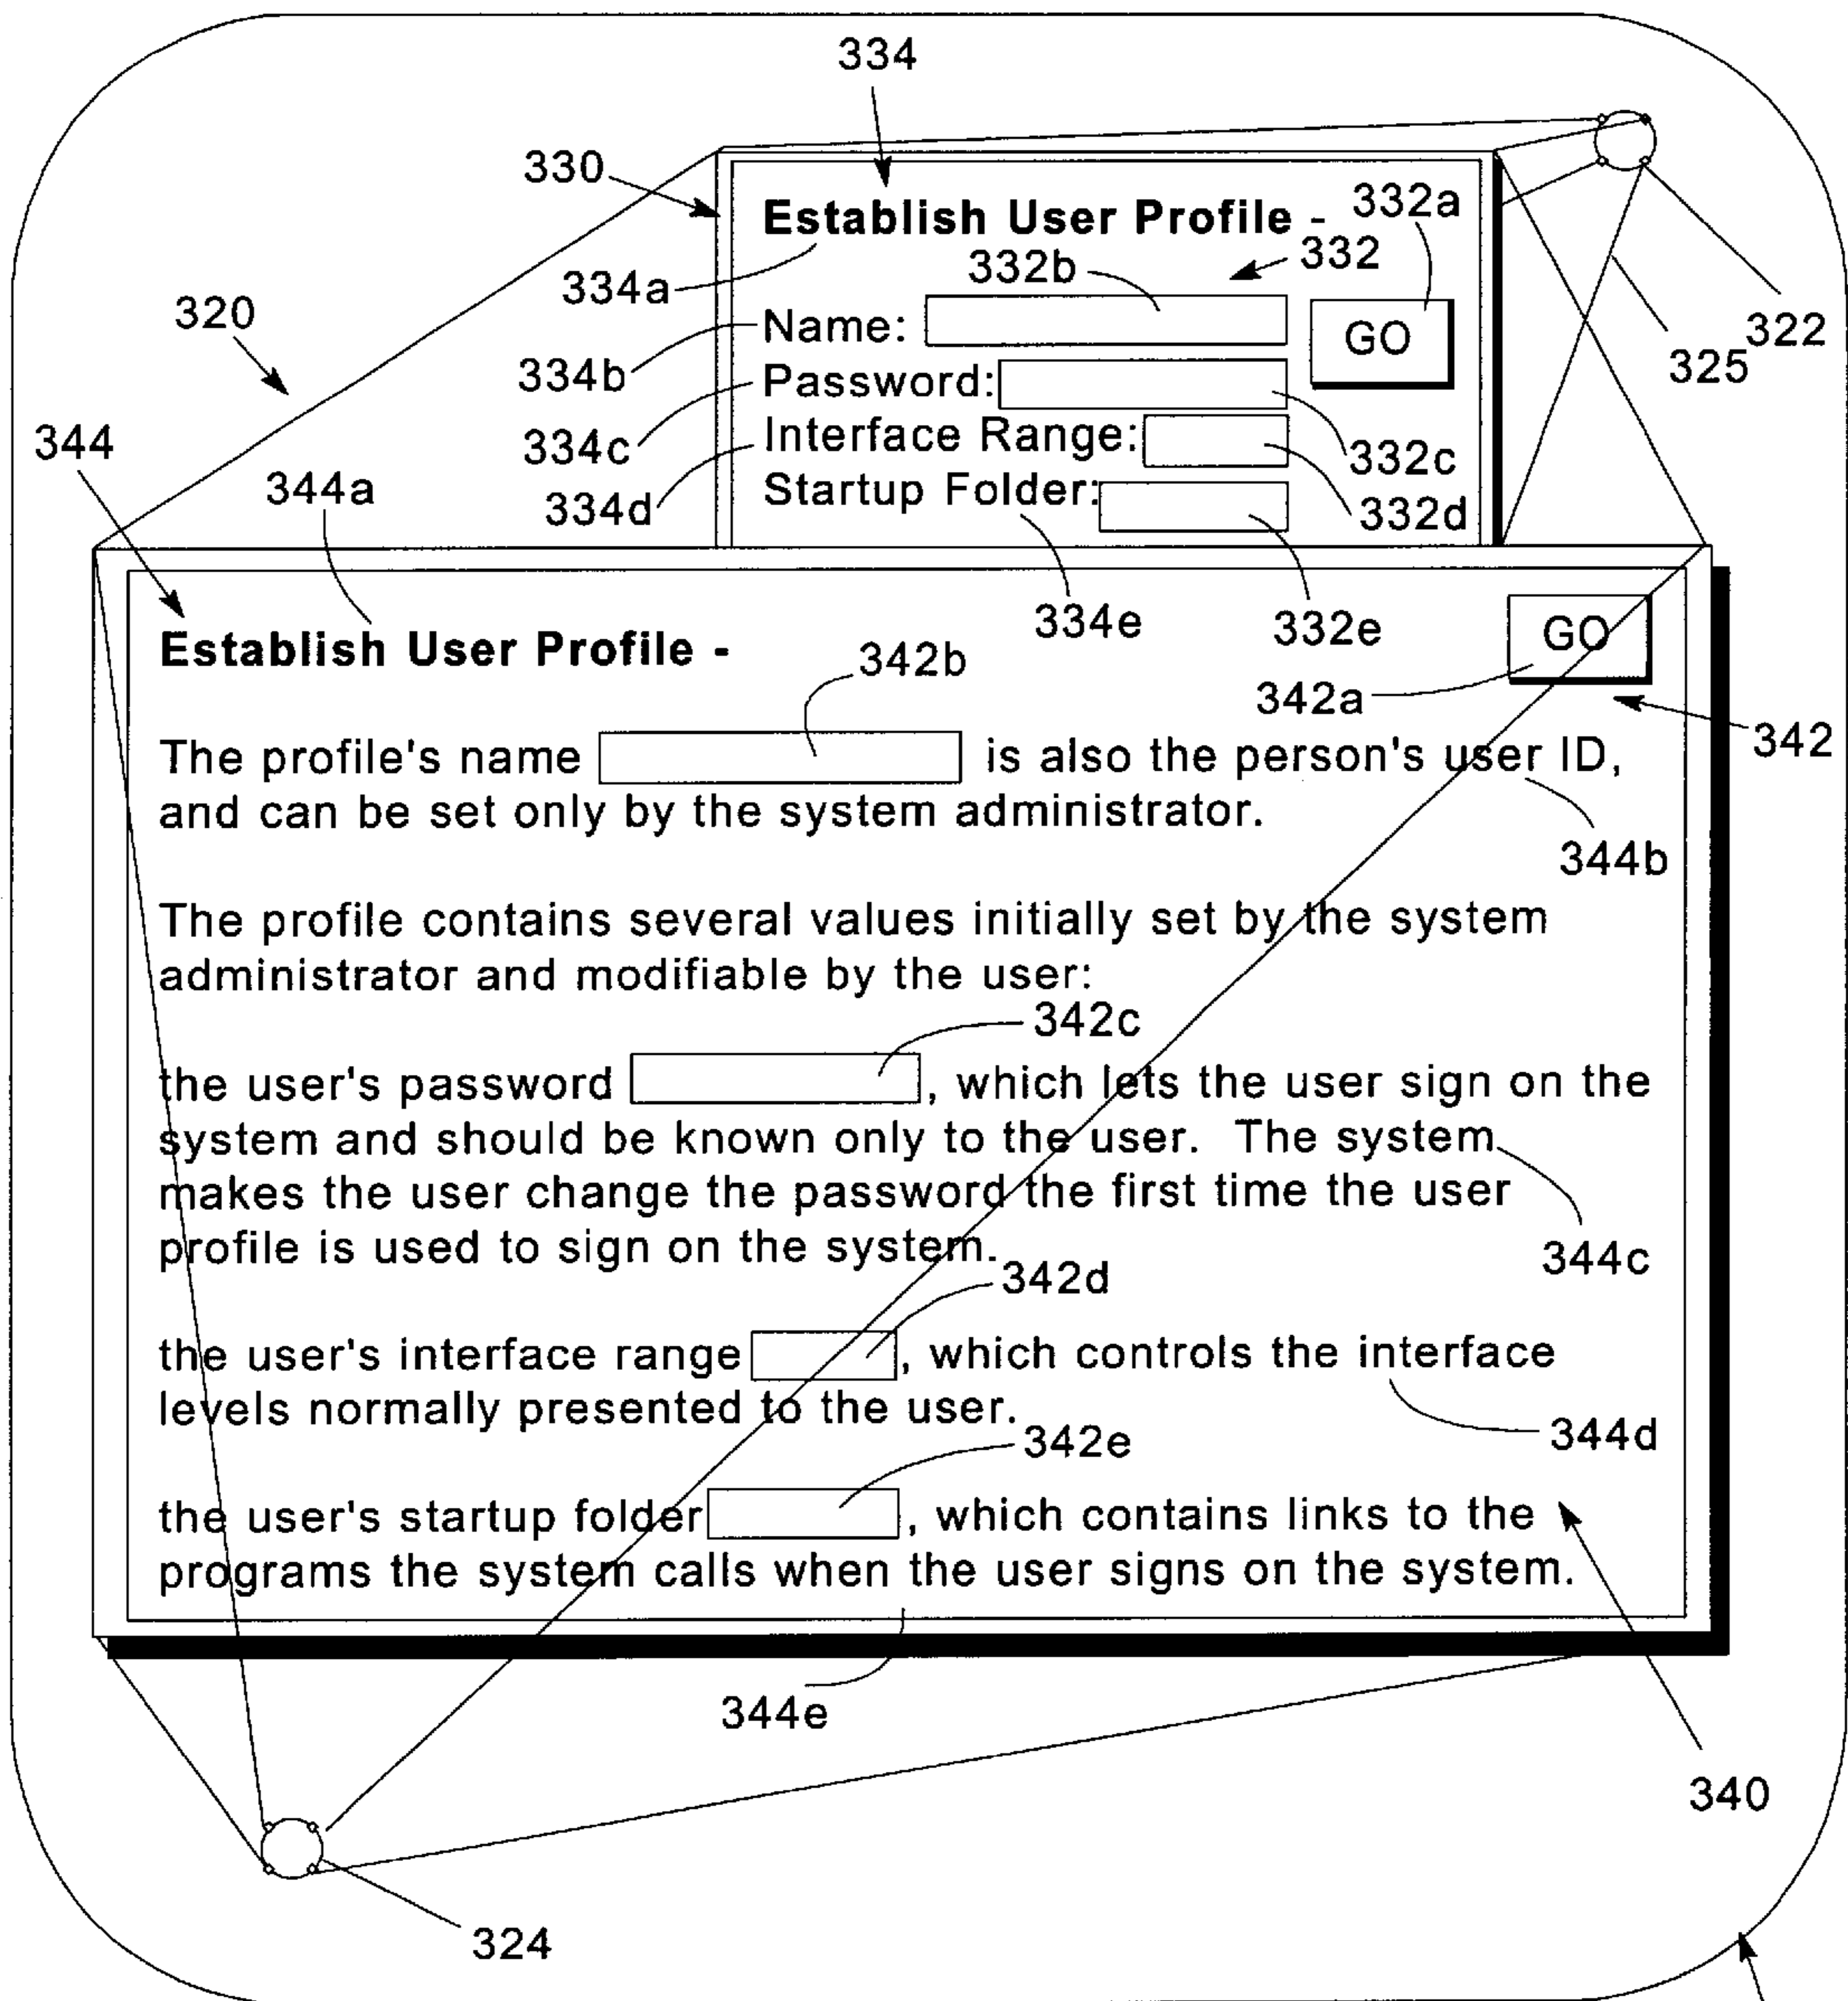 334
330
Establish User Profile - 332a
332b 332
334a
320
Name: GO 322
334b 325
Password:
344 334c Interface Range: 332c
344a 334d Startup Folder: 332d
334e 332e
Establish User Profile - GO
342b
342a
342
The profile's name is also the person's user ID,
and can be set only by the system administrator.
344b
The profile contains several values initially set by the system
administrator and modifiable by the user:
342c
the user's password , which lets the user sign on the
system and should be known only to the user. The system
makes the user change the password the first time the user
profile is used to sign on the system.
344c
342d
the user's interface range , which controls the interface
levels normally presented to the user.
344d
342e
the user's startup folder , which contains links to the
programs the system calls when the user signs on the system.
344e
340
324